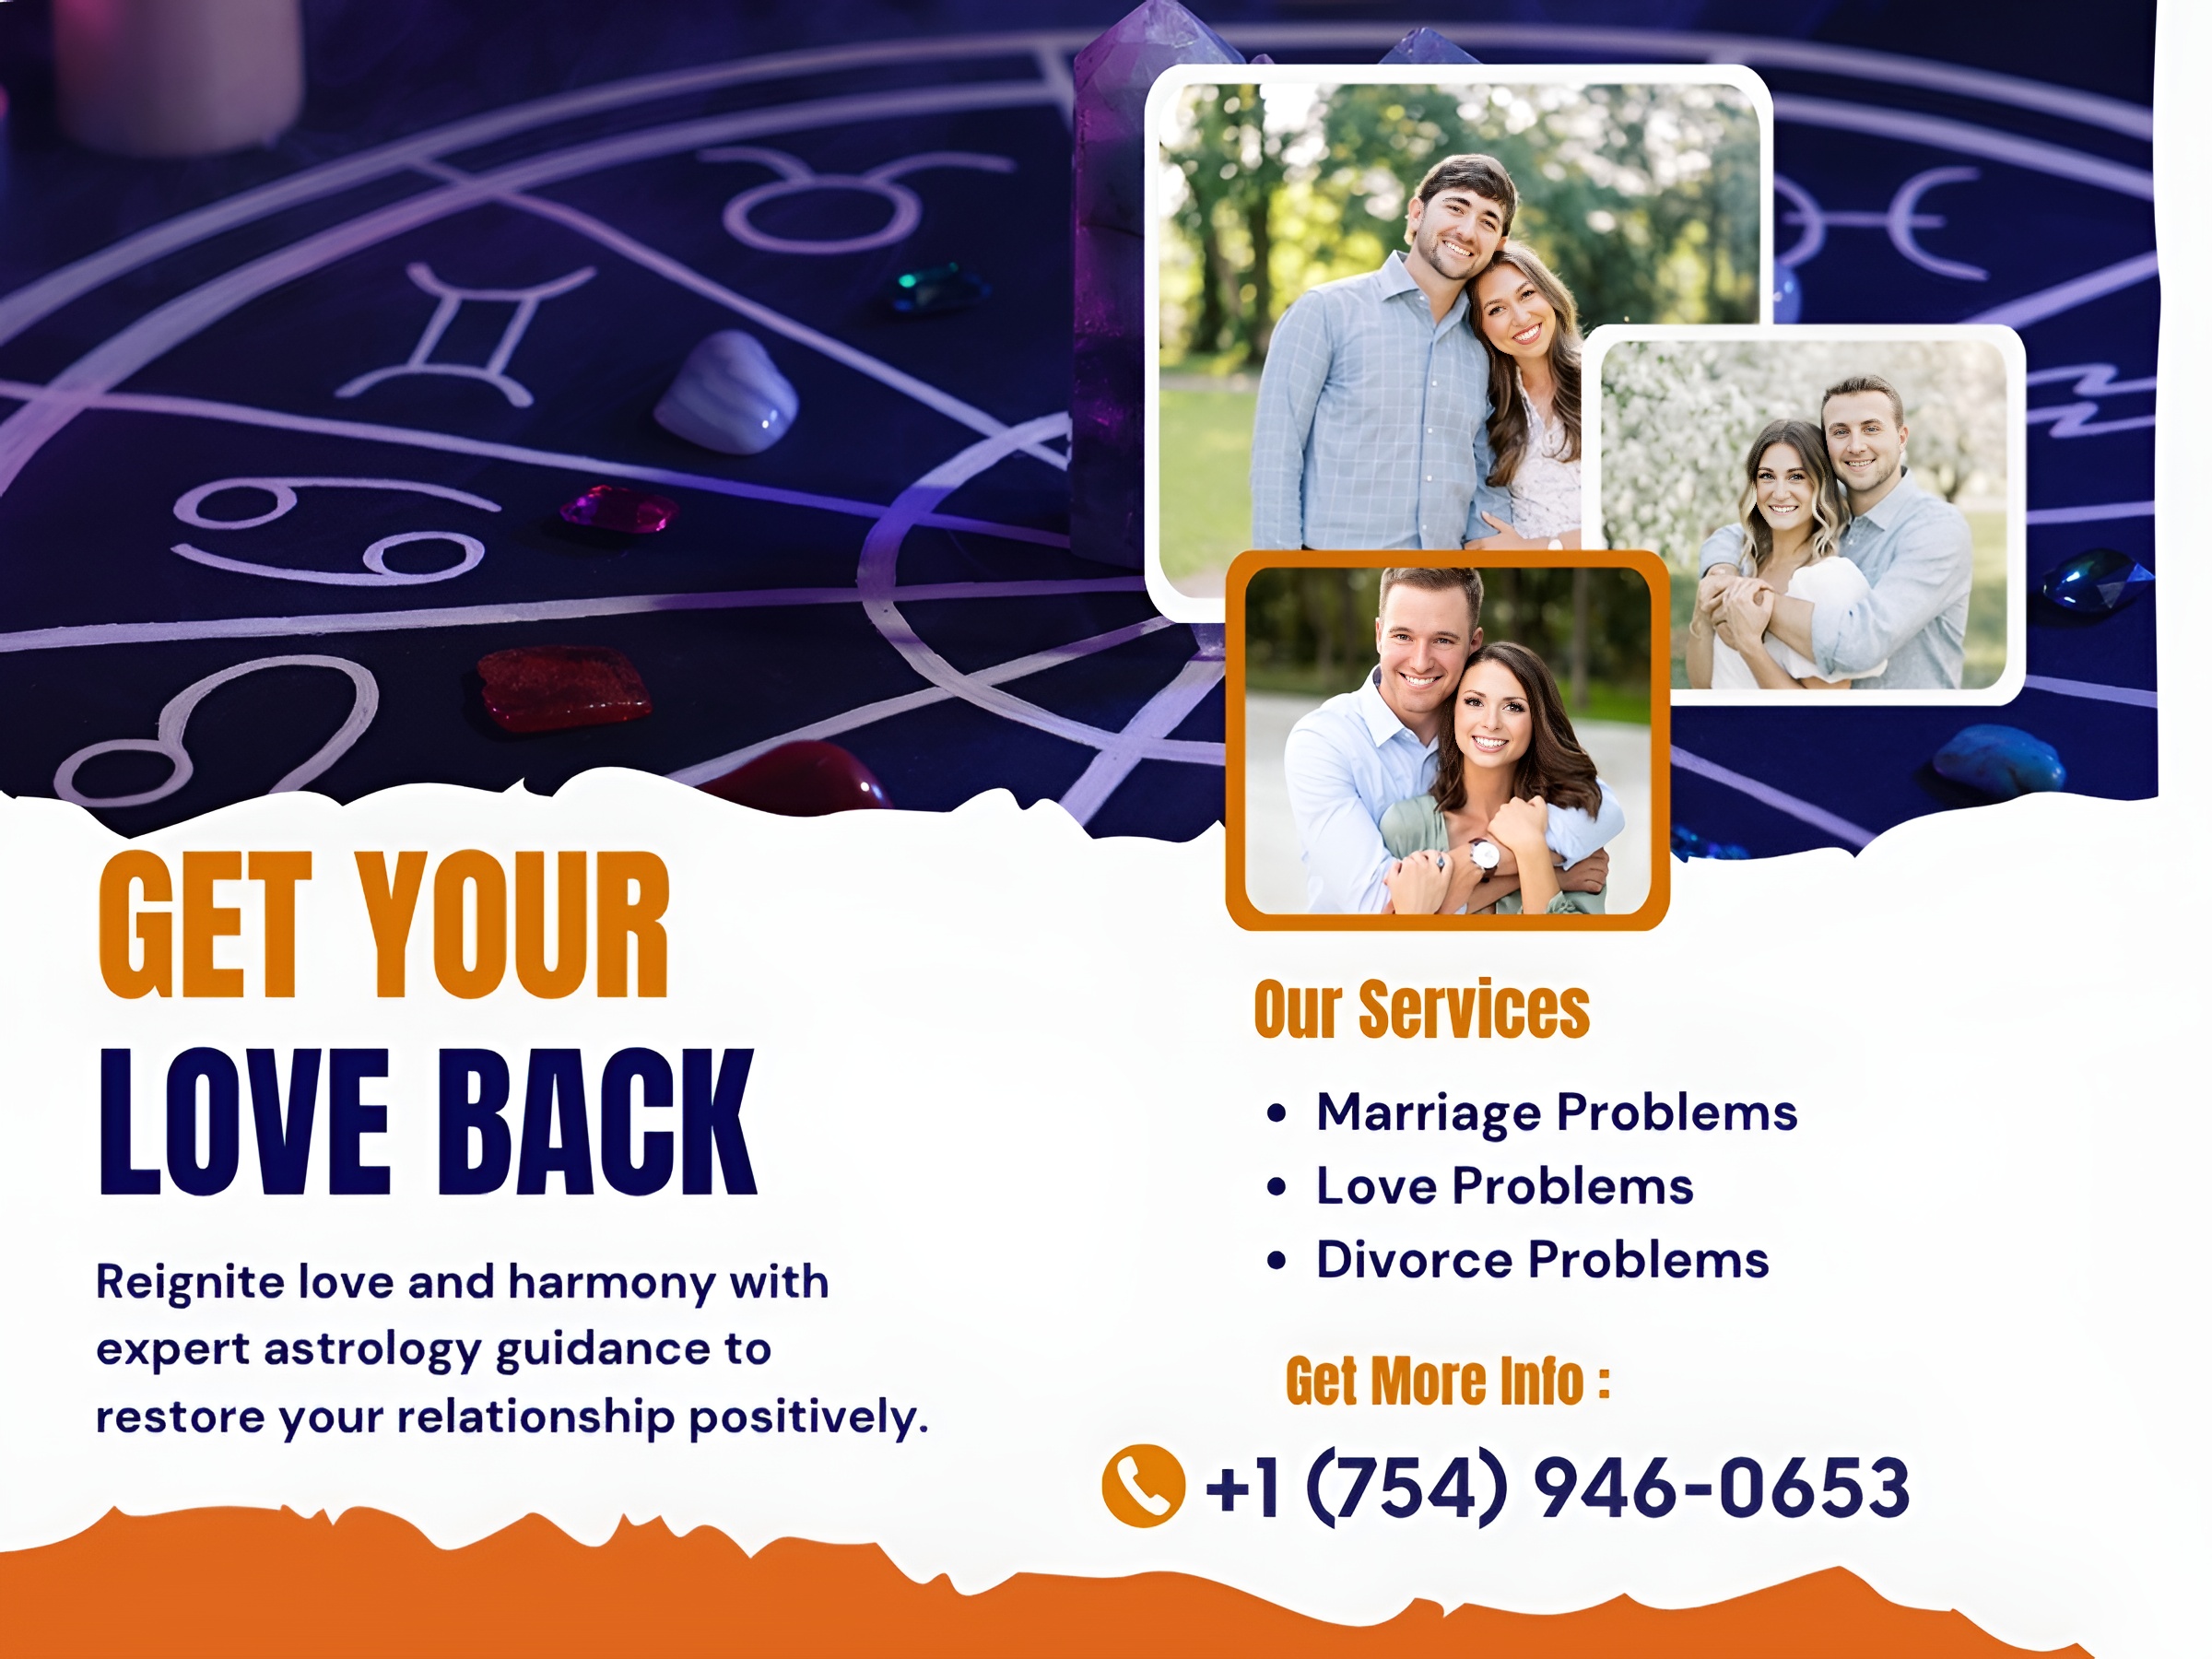 GET YOUR
LOVE BACK
Reignite love and harmony with
expert astrology guidance to
restore your relationship positively.
Our Services
• Marriage Problems
• Love Problems
• Divorce Problems
Get More Info :
+1 (754) 946-0653